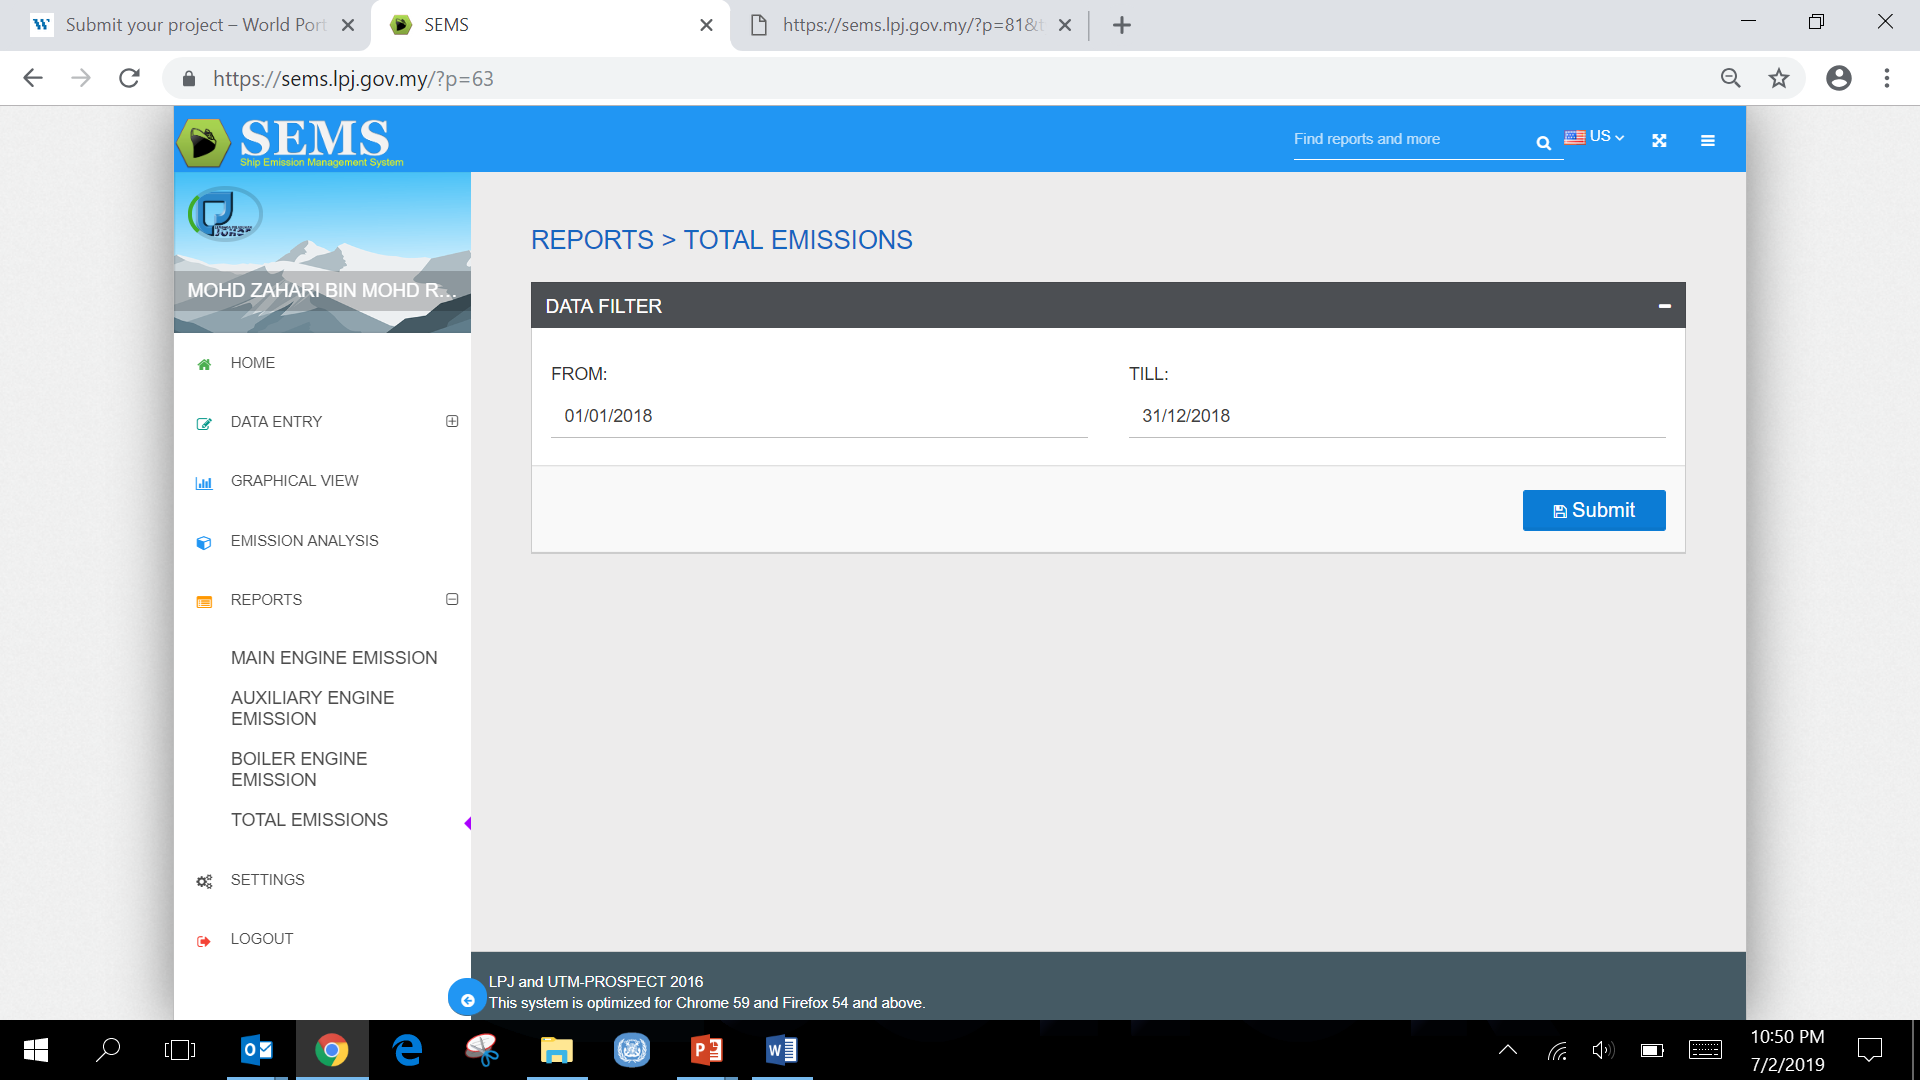 Submit your project – World Port
SEMS
https://sems.lpj.gov.my/?p=81&t
https://sems.lpj.gov.my/?p=63
SEMS
Ship Emission Management System
Find reports and more
US
JOHOR
MOHD ZAHARI BIN MOHD R...
HOME
DATA ENTRY
GRAPHICAL VIEW
EMISSION ANALYSIS
REPORTS
MAIN ENGINE EMISSION
AUXILIARY ENGINE
EMISSION
BOILER ENGINE
EMISSION
TOTAL EMISSIONS
SETTINGS
LOGOUT
REPORTS > TOTAL EMISSIONS
DATA FILTER
FROM:
01/01/2018
TILL:
31/12/2018
Submit
LPJ and UTM-PROSPECT 2016
This system is optimized for Chrome 59 and Firefox 54 and above.
10:50 PM
7/2/2019